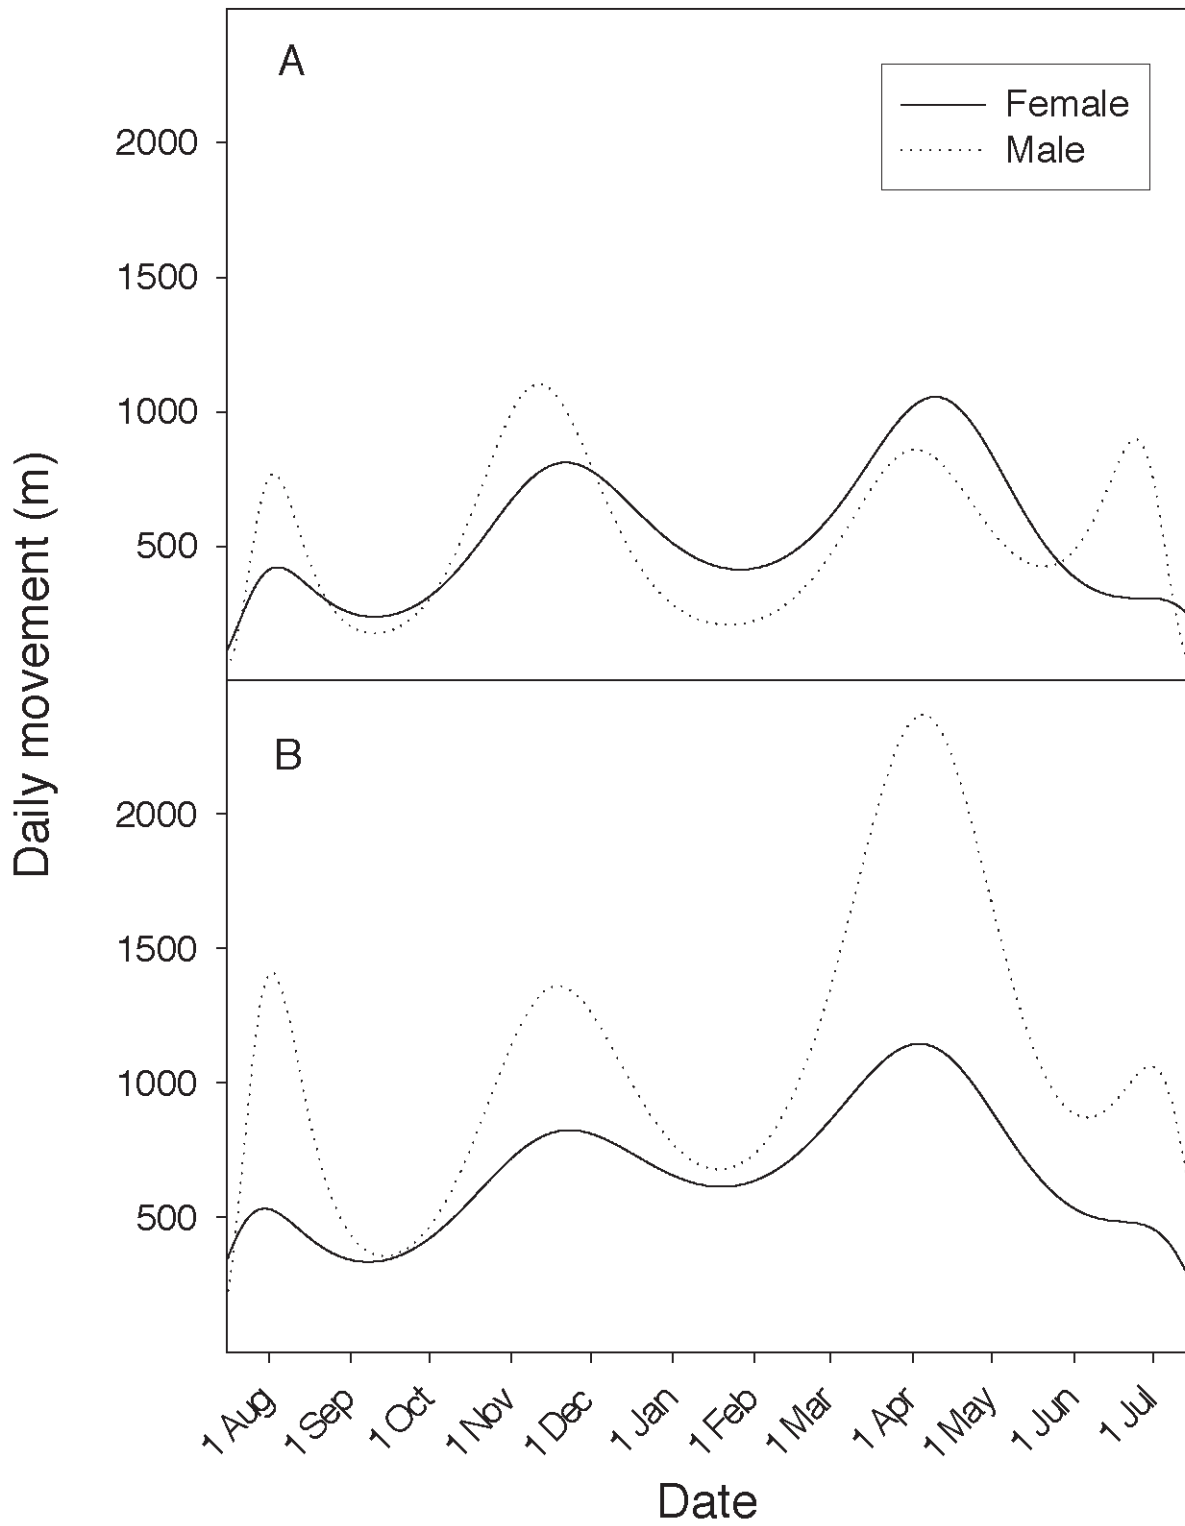 A
Female
Male
2000
1500
1000
500
Daily movement (m)
B
2000
1500
1000
500
1 Aug
1 Sep
1 Oct
1 Nov
1 Dec
1 Jan
1 Feb
1 Mar
1 Apr
1 May
1 Jun
1 Jul
Date